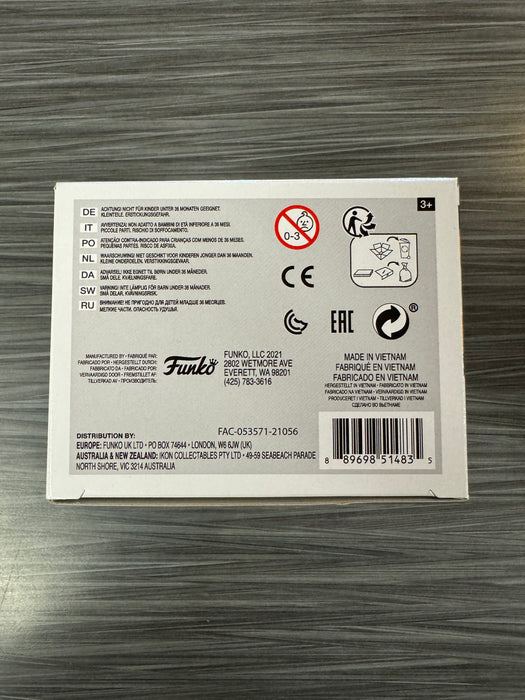 DE ACHTUNG! NICHT FÜR KINDER UNTER 36 MONATEN GEEIGNET.
KLEINTEILE. ERSTICKUNGSGEFAHR.
IT AVVERTENZA! NON ADATTO A BAMBINI DI ETÀ INFERIORE A 36 MESI.
PICCOLE PARTI. RISCHIO DI SOFFOCAMENTO.
PO ATENÇÃO! CONTRA-INDICADO PARA CRIANÇAS COM MENOS DE 36 MESES.
PEQUENAS PARTES. RISCO DE ASFIXIA.
NL WAARSCHUWING! NIET GESCHIKT VOOR KINDEREN JONGER DAN 36 MAANDEN.
KLEINE ONDERDELEN. VERSTIKKINGSGEVAAR.
DA ADVARSEL! IKKE EGNET TIL BØRN UNDER 36 MÅNEDER.
SMÅ DELE. KVÆLNINGSFARE.
SW VARNING! INTE LÄMPLIG FÖR BARN UNDER 36 MÅNADER.
SMÅ DELAR. KVÄVNINGSRISK.
RU ВНИМАНИЕ! НЕ ПРИГОДНО ДЛЯ ДЕТЕЙ МЛАДШЕ 36 МЕСЯЦЕВ.
МЕЛКИЕ ЧАСТИ. ОПАСНОСТЬ УДУШЬЯ.
0-3
3+
CE
EAC
MANUFACTURED BY • FABRIQUÉ PAR:
FABRICADO POR • HERGESTELLT DURCH:
FABBRICATO DA • FABRICADO POR:
VERVAARDIGD DOOR • FREMSTILLET AF
TILLVERKAD AV • ПРОИЗВОДИТЕЛЬ:
Funko
FUNKO, LLC 2021
2802 WETMORE AVE
EVERETT, WA 98201
(425) 783-3616
MADE IN VIETNAM
FABRIQUÉ EN VIETNAM
FABRICADO EN VIETNAM
HERGESTELLT IN VIETNAM • FABBRICATO IN VIETNAM
FABRICADO NA VIETNAM • VERVAARDIGD IN VIETNAM
PRODUCERET I VIETNAM • TILLVERKAD I VIETNAM
СДЕЛАНО ВО ВЬЕТНАМЕ
FAC-053571-21056
DISTRIBUTION BY:
EUROPE: FUNKO UK LTD • PO BOX 74644 • LONDON, W6 6JW (UK)
AUSTRALIA & NEW ZEALAND: IKON COLLECTABLES PTY LTD • 49-59 SEABEACH PARADE
NORTH SHORE, VIC 3214 AUSTRALIA
8 89698 51483 5